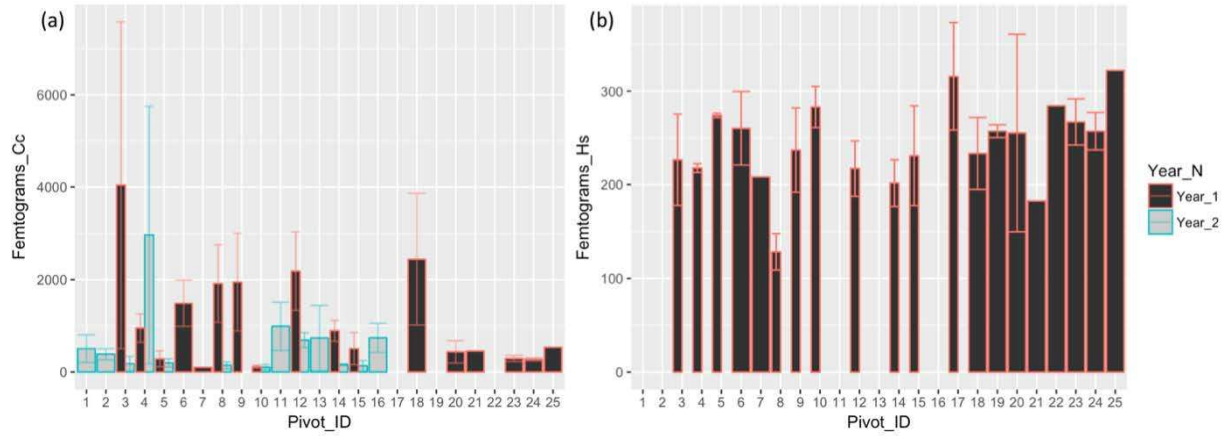 (a)
Femtograms_Cc
6000
4000
2000
0
1 2 3 4 5 6 7 8 9 10 11 12 13 14 15 16 17 18 19 20 21 22 23 24 25
Pivot_ID
(b)
Femtograms_Hs
300
200
100
0
1 2 3 4 5 6 7 8 9 10 11 12 13 14 15 16 17 18 19 20 21 22 23 24 25
Pivot_ID
Year_N
Year_1
Year_2